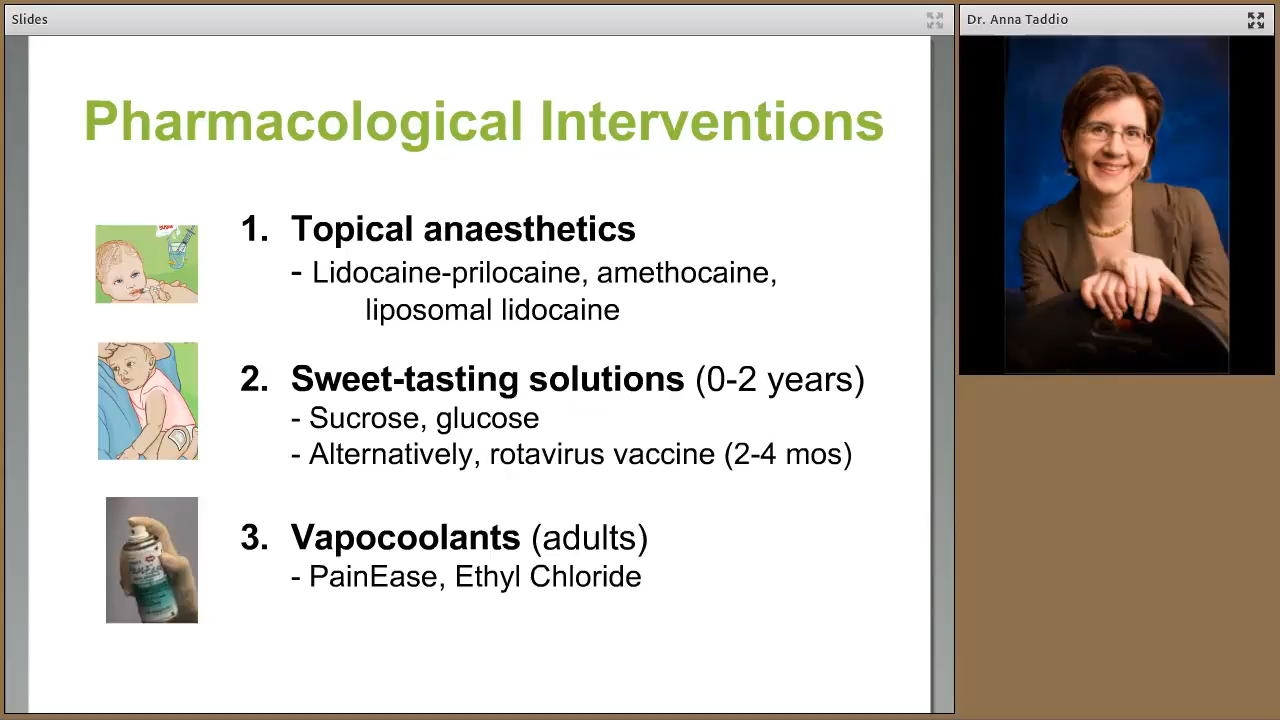 Slides
Dr. Anna Taddio
Pharmacological Interventions
1. Topical anaesthetics
- Lidocaine-prilocaine, amethocaine,
liposomal lidocaine
2. Sweet-tasting solutions (0-2 years)
- Sucrose, glucose
- Alternatively, rotavirus vaccine (2-4 mos)
3. Vapocoolants (adults)
- PainEase, Ethyl Chloride